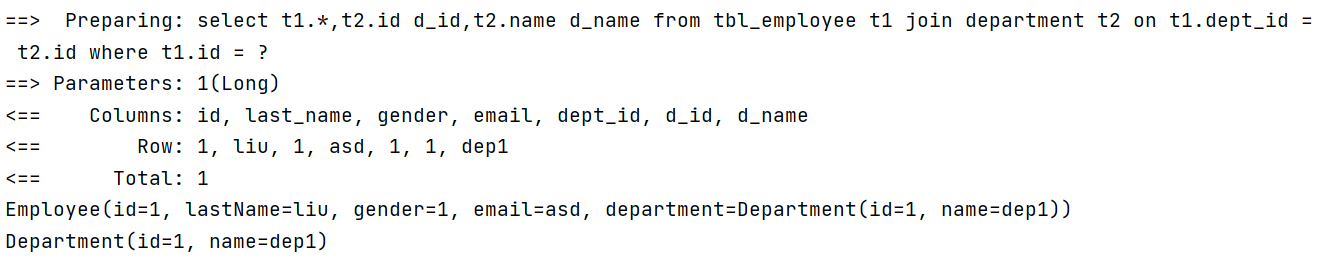 ==>  Preparing: select t1.*,t2.id d_id,t2.name d_name from tbl_employee t1 join department t2 on t1.dept_id =
 t2.id where t1.id = ?
==> Parameters: 1(Long)
<==    Columns: id, last_name, gender, email, dept_id, d_id, d_name
<==        Row: 1, liu, 1, asd, 1, 1, dep1
<==      Total: 1
Employee(id=1, lastName=liu, gender=1, email=asd, department=Department(id=1, name=dep1))
Department(id=1, name=dep1)